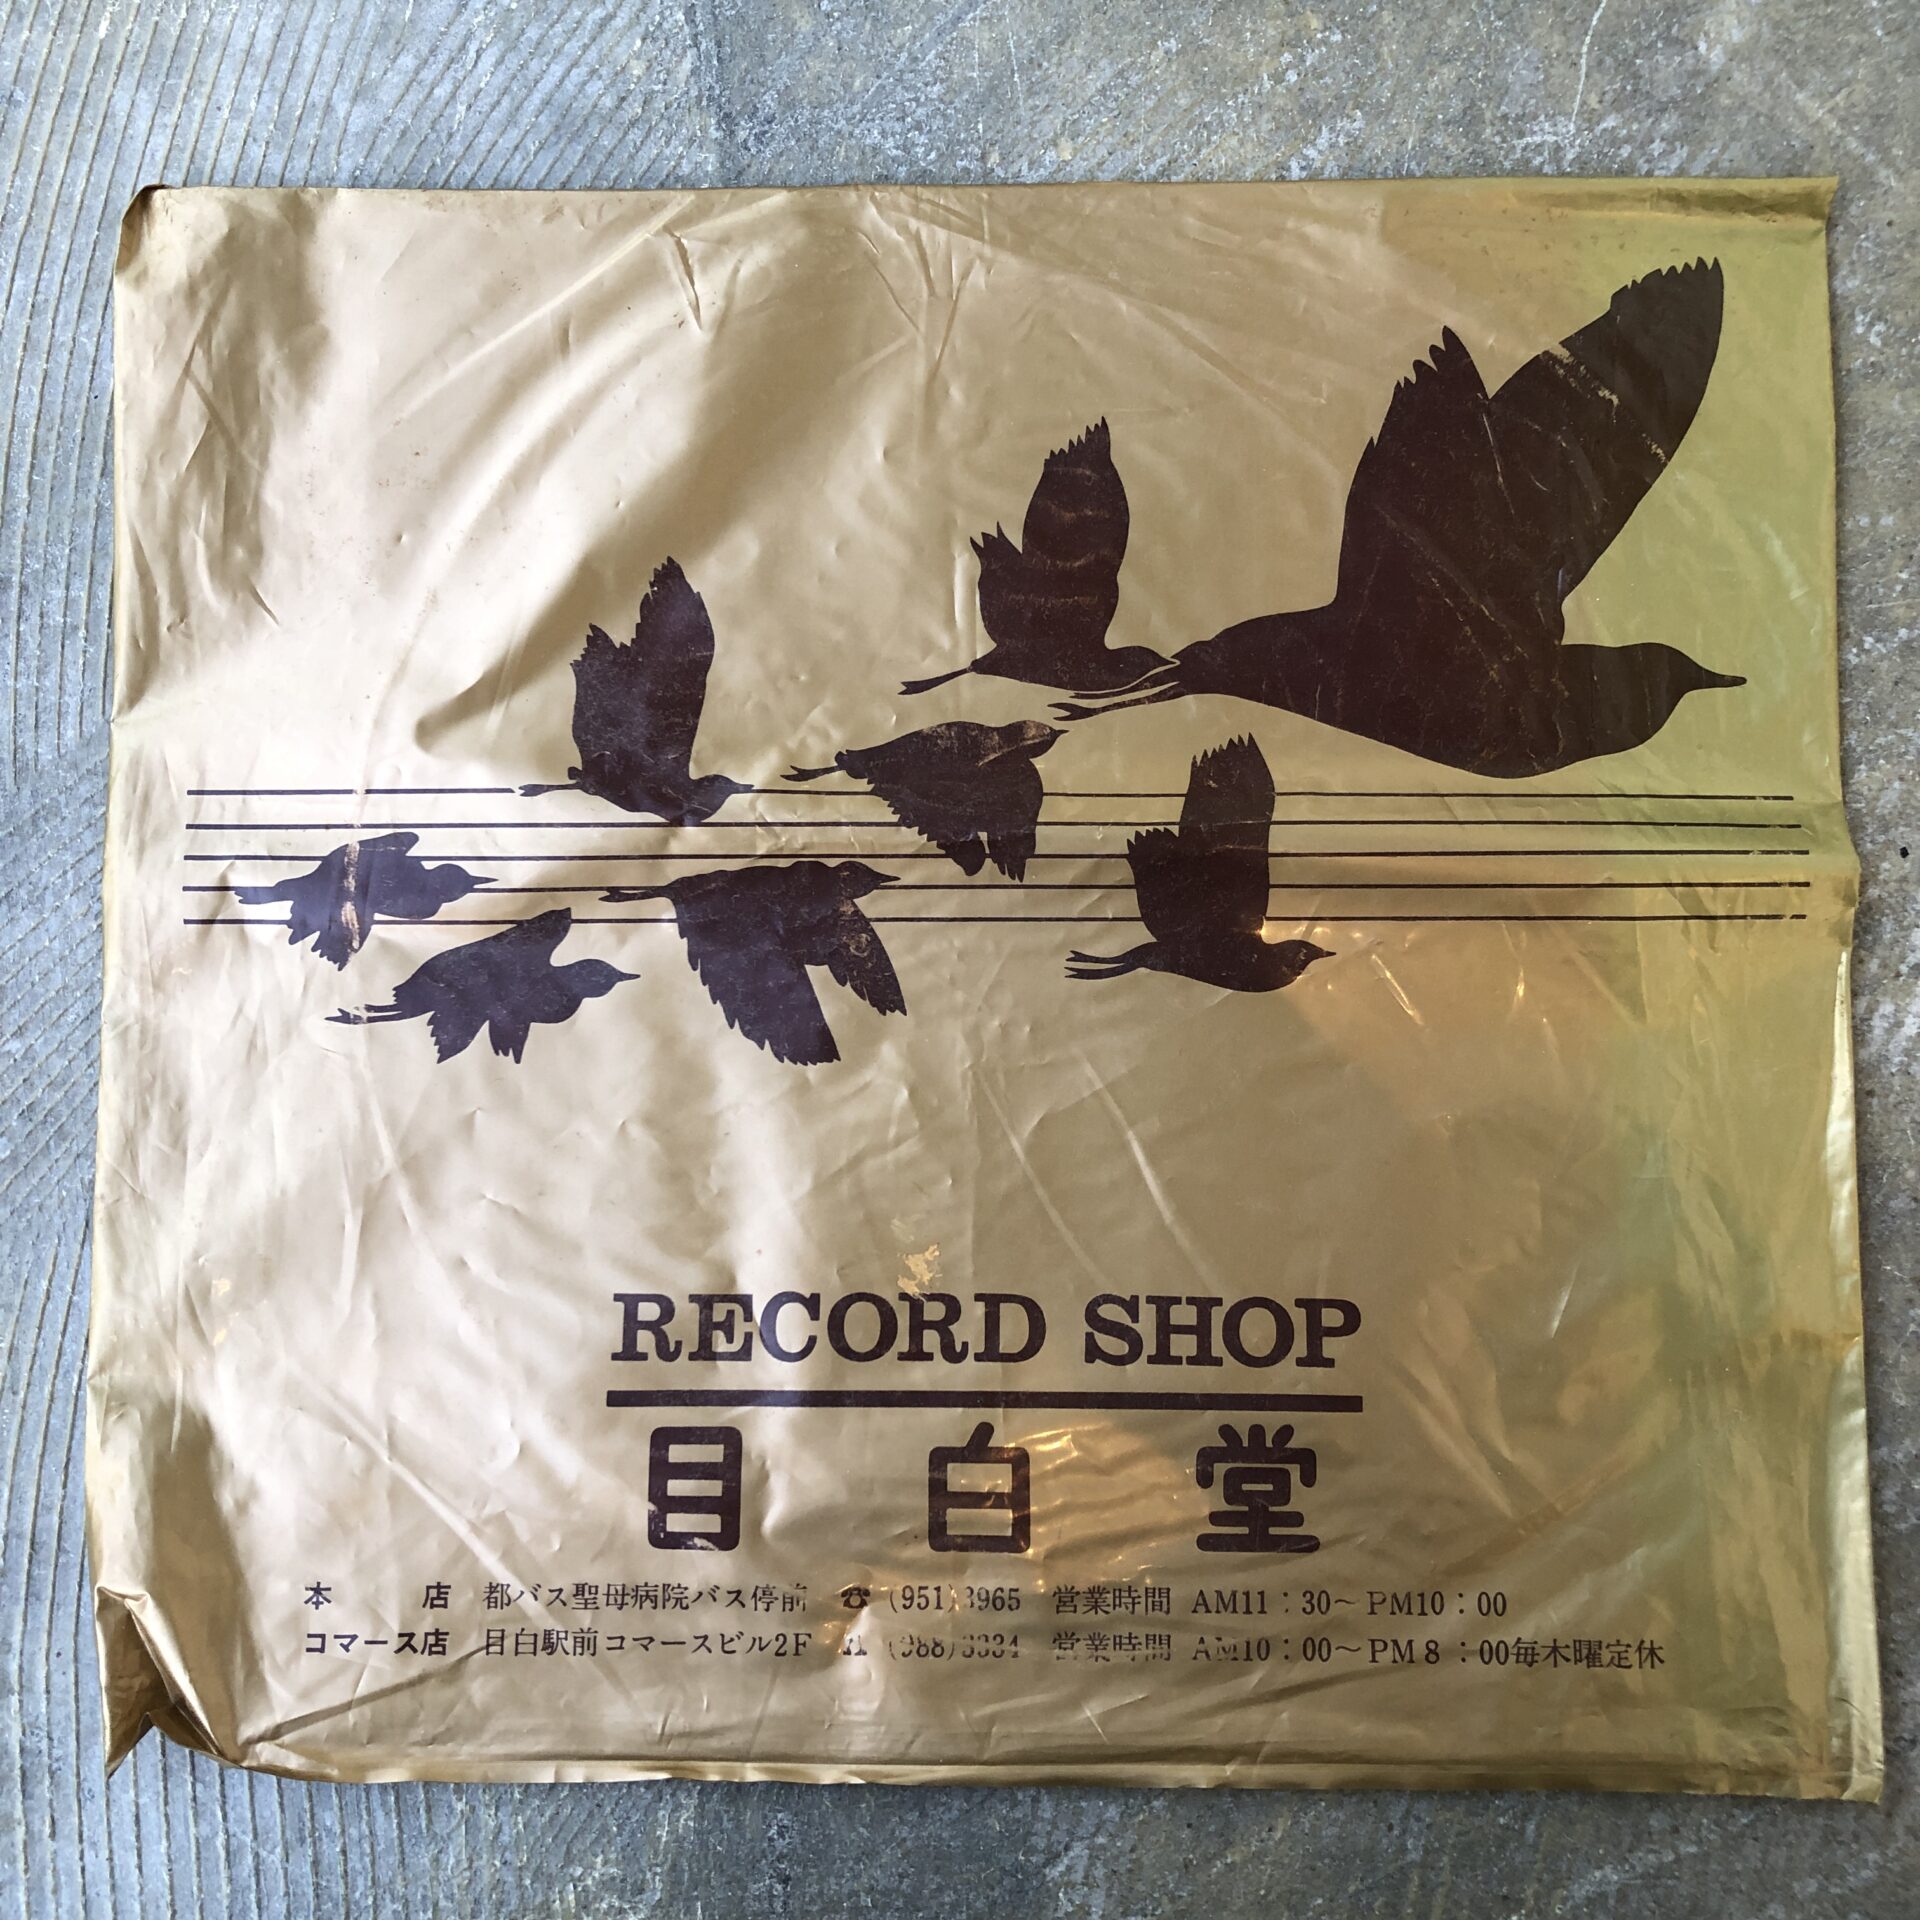 RECORD SHOP
目白堂
本店 都バス聖母病院バス停前 ☎ (951)3965 営業時間 AM11:30～PM10:00
コマース店 目白駅前コマースビル2F ☎ (988)3334 営業時間 AM10:00～PM8:00毎木曜定休